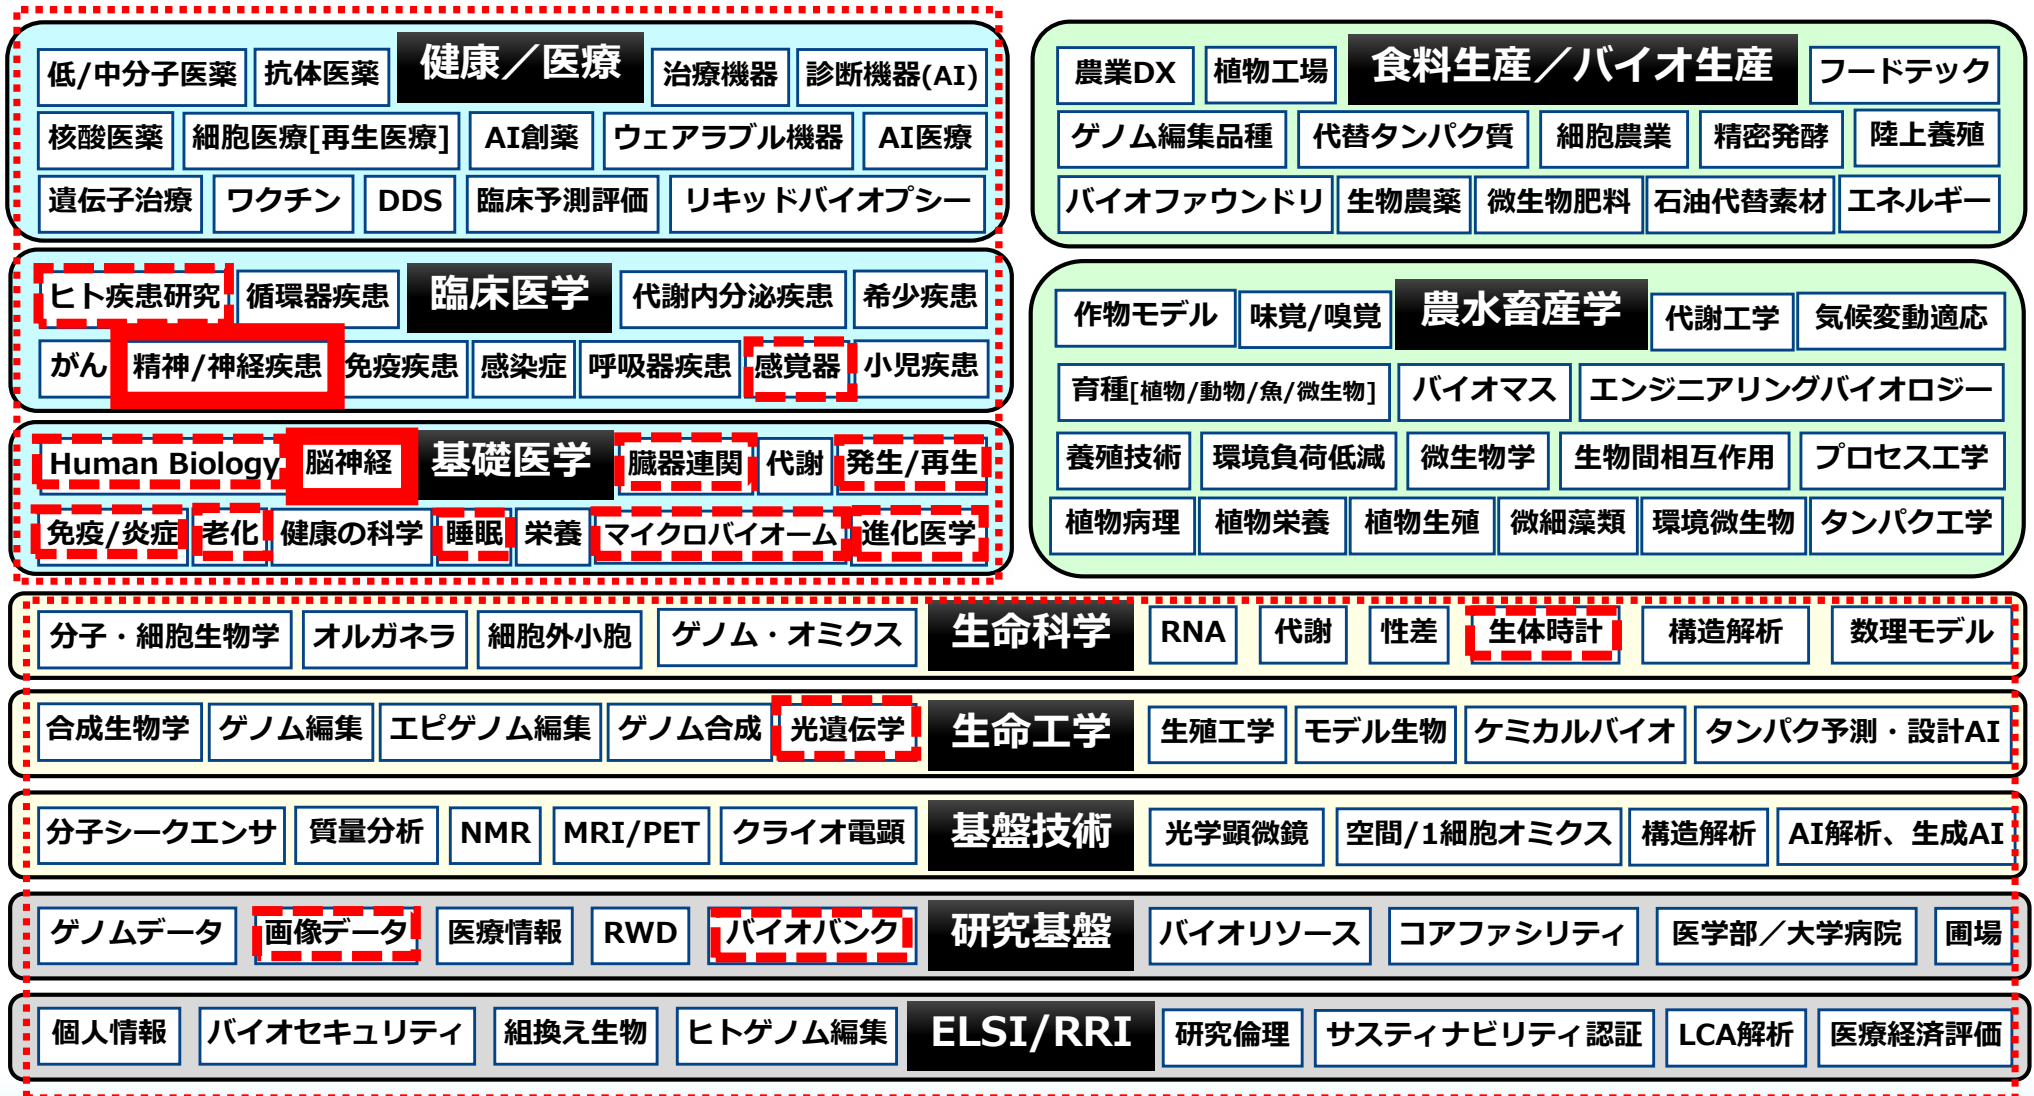 健康／医療
低/中分子医薬 抗体医薬 治療機器 診断機器(AI)
核酸医薬 細胞医療[再生医療] AI創薬 ウェアラブル機器 AI医療
遺伝子治療 ワクチン DDS 臨床予測評価 リキッドバイオプシー
臨床医学
ヒト疾患研究 循環器疾患 代謝内分泌疾患 希少疾患
がん 精神/神経疾患 免疫疾患 感染症 呼吸器疾患 感覚器 小児疾患
基礎医学
Human Biology 脳神経 臓器連関 代謝 発生/再生
免疫/炎症 老化 健康の科学 睡眠 栄養 マイクロバイオーム 進化医学
食料生産／バイオ生産
農業DX 植物工場 フードテック
ゲノム編集品種 代替タンパク質 細胞農業 精密発酵 陸上養殖
バイオファウンドリ 生物農薬 微生物肥料 石油代替素材 エネルギー
農水畜産学
作物モデル 味覚/嗅覚 代謝工学 気候変動適応
育種[植物/動物/魚/微生物] バイオマス エンジニアリングバイオロジー
養殖技術 環境負荷低減 微生物学 生物間相互作用 プロセス工学
植物病理 植物栄養 植物生殖 微細藻類 環境微生物 タンパク工学
分子・細胞生物学 オルガネラ 細胞外小胞 ゲノム・オミクス 生命科学 RNA 代謝 性差 生体時計 構造解析 数理モデル
合成生物学 ゲノム編集 エピゲノム編集 ゲノム合成 光遺伝学 生命工学 生殖工学 モデル生物 ケミカルバイオ タンパク予測・設計AI
分子シークエンサ 質量分析 NMR MRI/PET クライオ電顕 基盤技術 光学顕微鏡 空間/1細胞オミクス 構造解析 AI解析、生成AI
ゲノムデータ 画像データ 医療情報 RWD バイオバンク 研究基盤 バイオリソース コアファシリティ 医学部／大学病院 圃場
個人情報 バイオセキュリティ 組換え生物 ヒトゲノム編集 ELSI/RRI 研究倫理 サスティナビリティ認証 LCA解析 医療経済評価